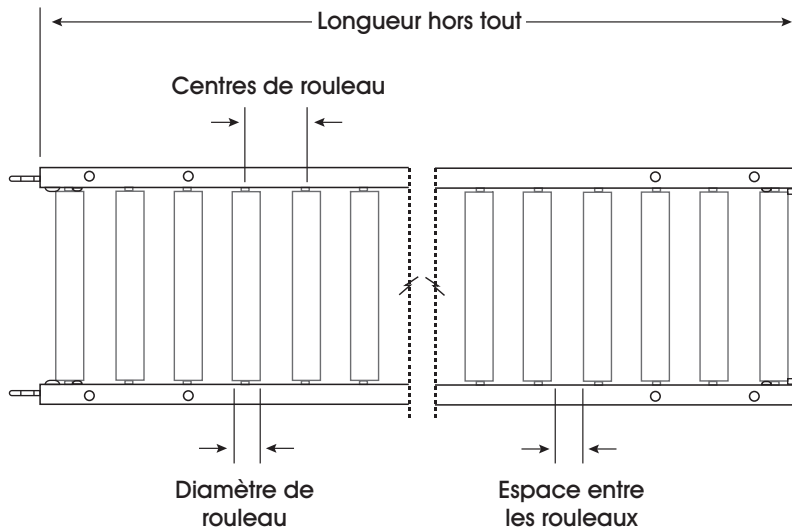 Longueur hors tout
Centres de rouleau
Diamètre de
rouleau
Espace entre
les rouleaux